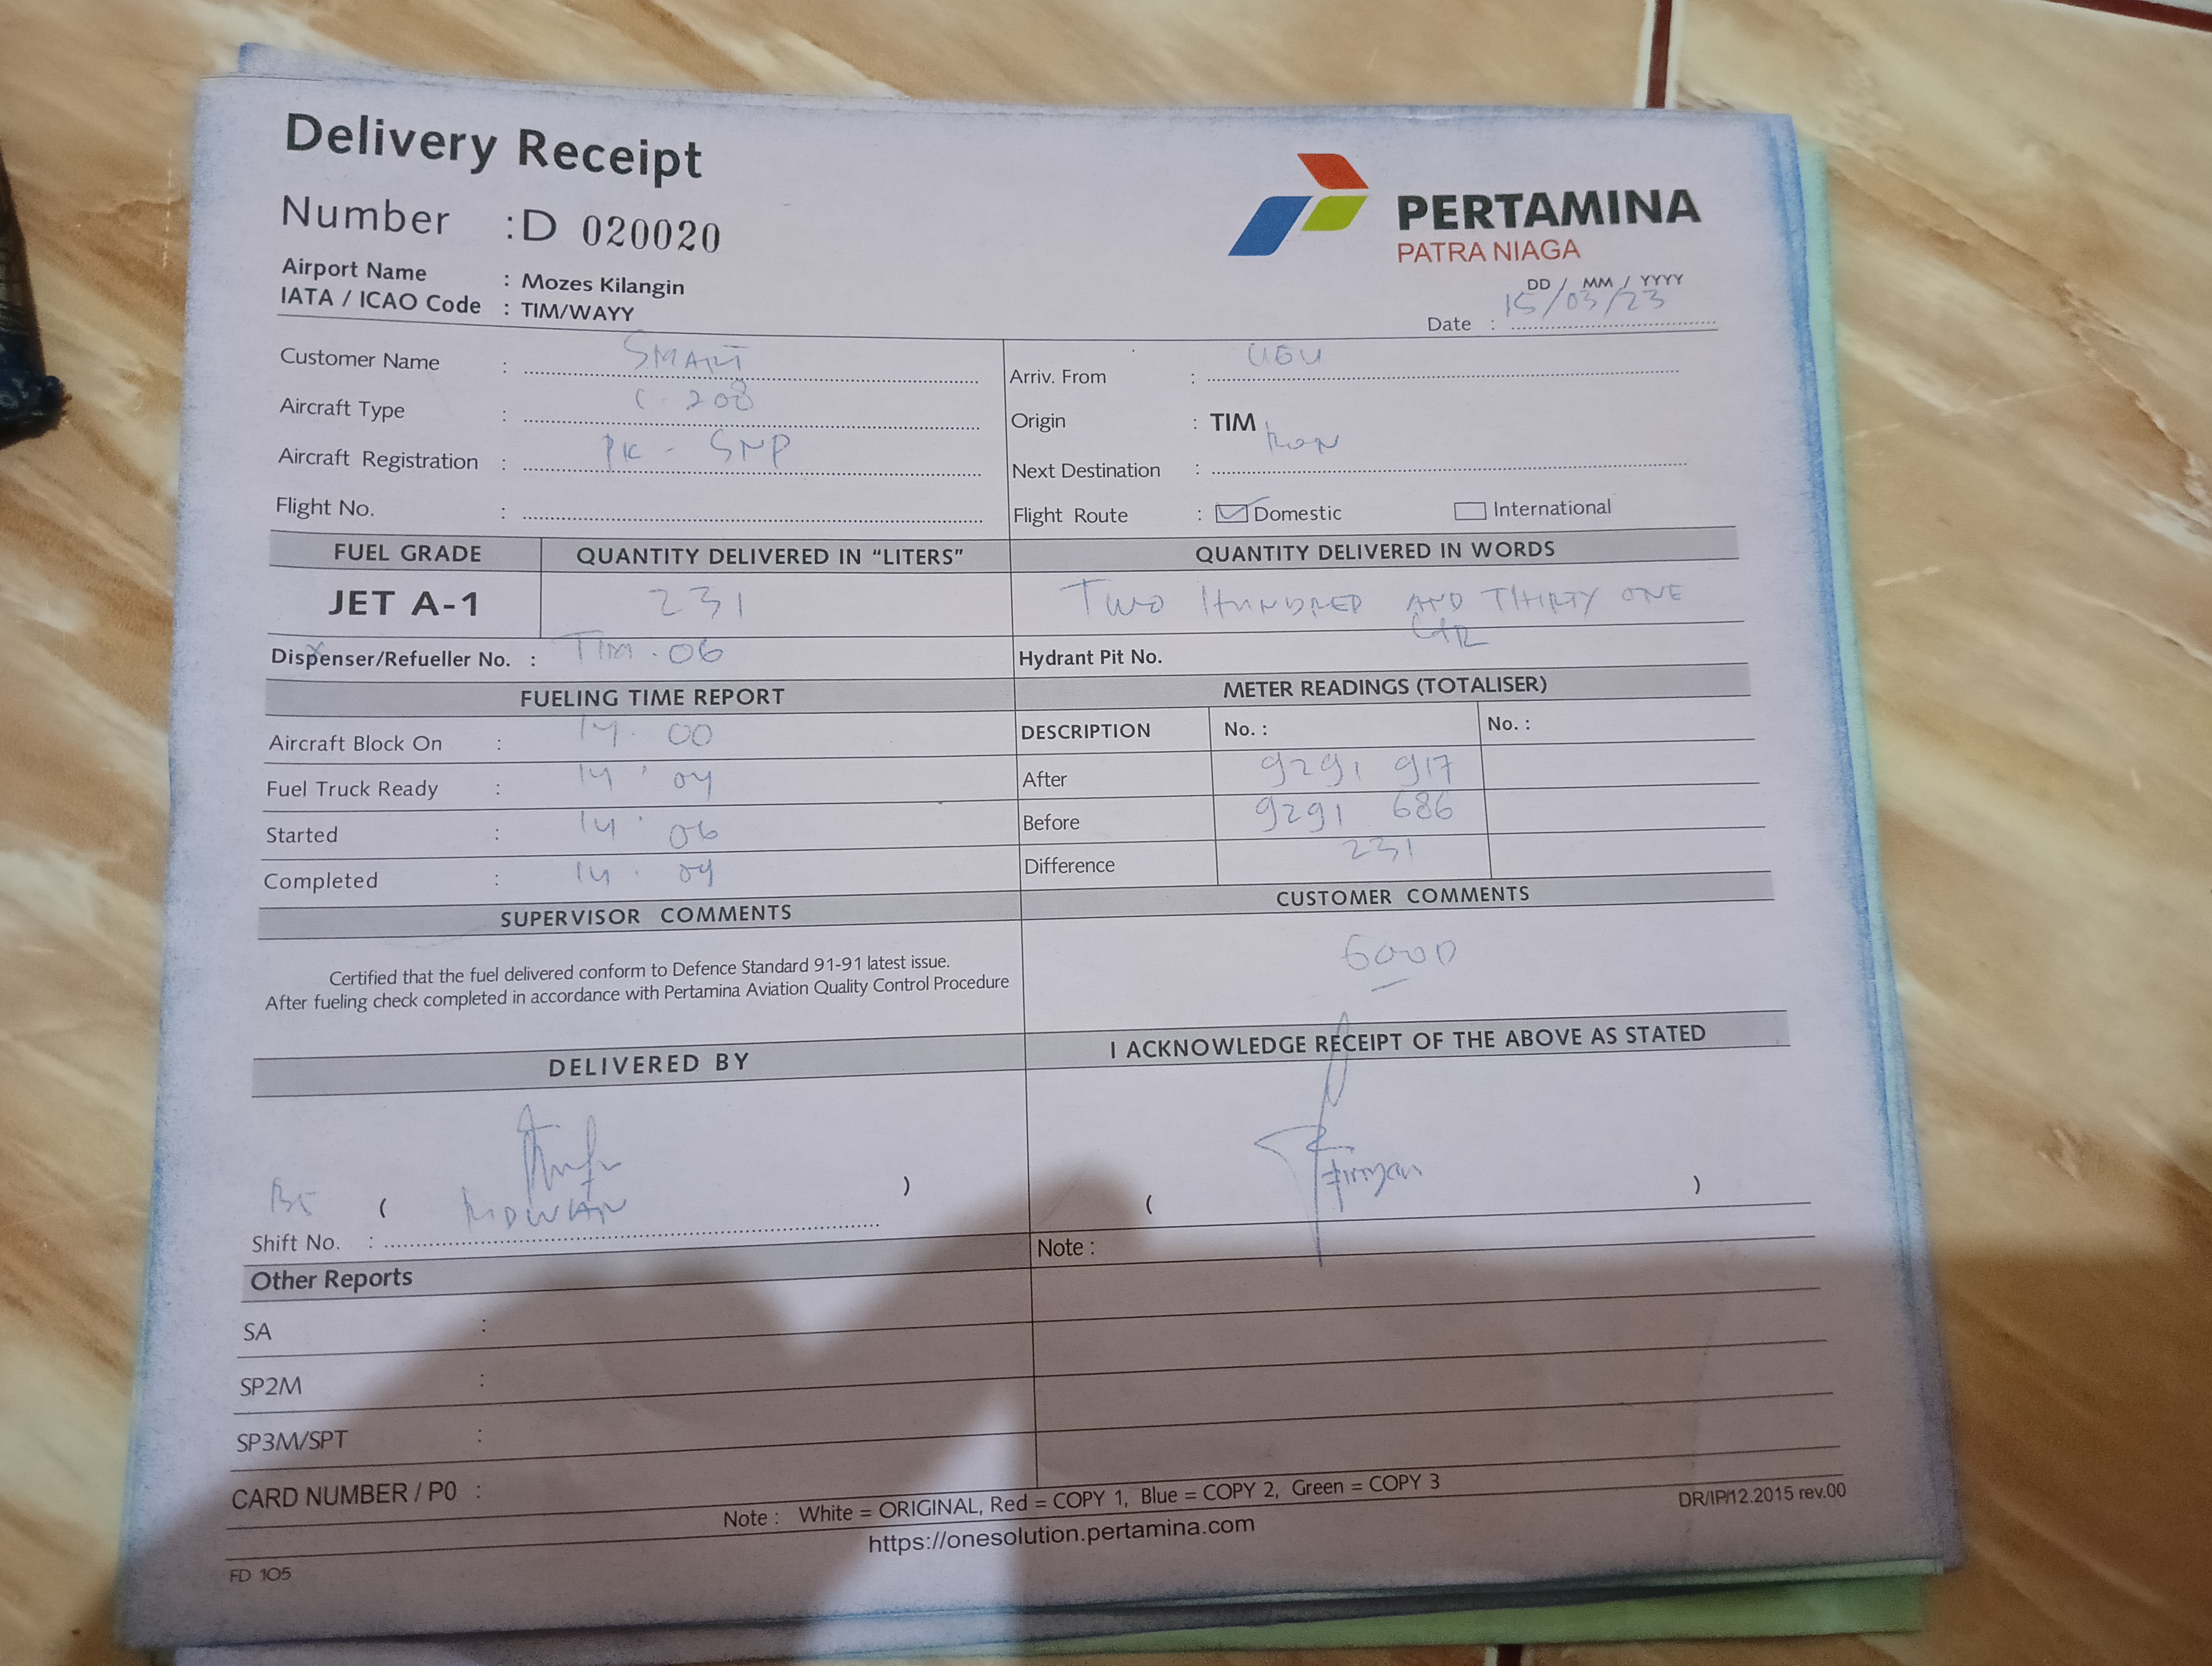 Delivery Receipt
Number : D 020020
PERTAMINA
PATRA NIAGA
Airport Name : Mozes Kilangin
IATA / ICAO Code : TIM/WAYY
DD / MM / YYYY
Date : 15/03/23
Customer Name : SMART
Aircraft Type : C-208
Aircraft Registration : PK - SNP
Flight No. :
Arriv. From :
Origin : TIM
Next Destination : RON
Flight Route : Domestic International
FUEL GRADE QUANTITY DELIVERED IN “LITERS” QUANTITY DELIVERED IN WORDS
JET A-1 231 TWO HUNDRED AND THIRTY ONE
LTR
Dispenser/Refueller No. : TIM . 06 Hydrant Pit No.
FUELING TIME REPORT
Aircraft Block On : 14. 00
Fuel Truck Ready : 14 04
Started : 14 06
Completed : 14 . 09
METER READINGS (TOTALISER)
DESCRIPTION No. : No. :
After 9291 917
Before 9291 686
Difference 231
SUPERVISOR COMMENTS
Certified that the fuel delivered conform to Defence Standard 91-91 latest issue.
After fueling check completed in accordance with Pertamina Aviation Quality Control Procedure
CUSTOMER COMMENTS
GOOD
DELIVERED BY
B5 ( RIDWAN )
Shift No. :
I ACKNOWLEDGE RECEIPT OF THE ABOVE AS STATED
( Firman )
Note :
Other Reports
SA :
SP2M :
SP3M/SPT :
CARD NUMBER / P0 :
Note : White = ORIGINAL, Red = COPY 1, Blue = COPY 2, Green = COPY 3
https://onesolution.pertamina.com
DR/IP/12.2015 rev.00
FD 105